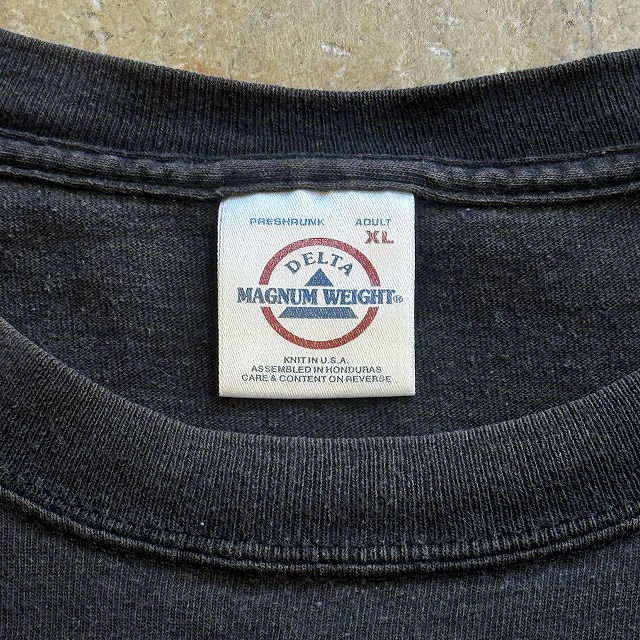 PRESHRUNK ADULT
XL
DELTA
MAGNUM WEIGHT®
KNIT IN U.S.A.
ASSEMBLED IN HONDURAS
CARE & CONTENT ON REVERSE